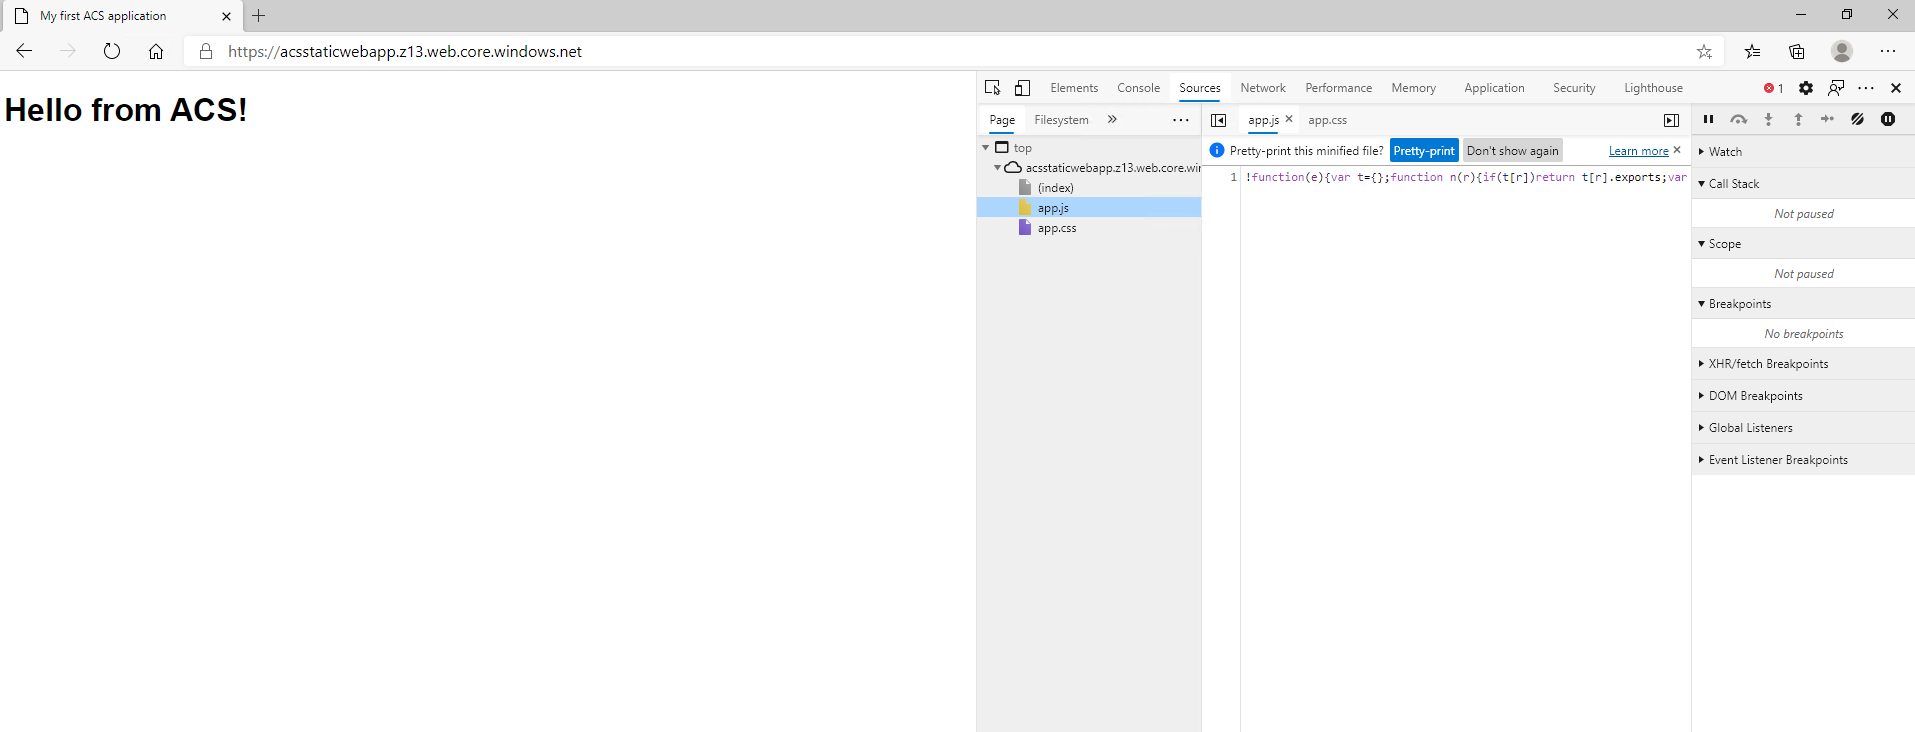 My first ACS application
https://acsstaticwebapp.z13.web.core.windows.net
Hello from ACS!
Elements Console Sources Network Performance Memory Application Security Lighthouse 1
Page Filesystem
app.js app.css
top
acsstaticwebapp.z13.web.core.wi
(index)
app.js
app.css
Pretty-print this minified file? Pretty-print Don't show again Learn more
1 !function(e){var t={};function n(r){if(t[r])return t[r].exports;var
Watch
Call Stack
Not paused
Scope
Not paused
Breakpoints
No breakpoints
XHR/fetch Breakpoints
DOM Breakpoints
Global Listeners
Event Listener Breakpoints